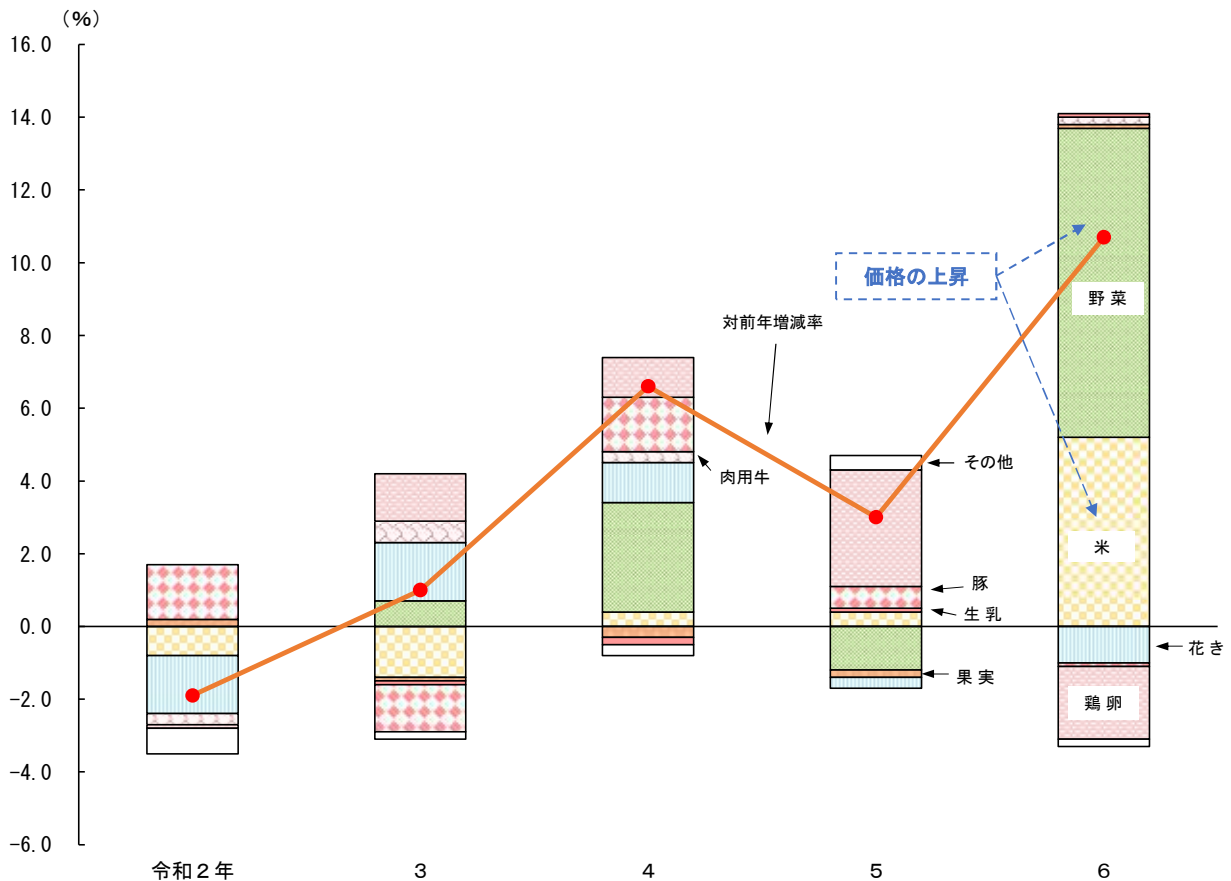 （%）
16.0
14.0
12.0
10.0
8.0
6.0
4.0
2.0
0.0
-2.0
-4.0
-6.0
価格の上昇
野菜
対前年増減率
その他
肉用牛
米
豚
生乳
花き
果実
鶏卵
令和２年
３
４
５
６